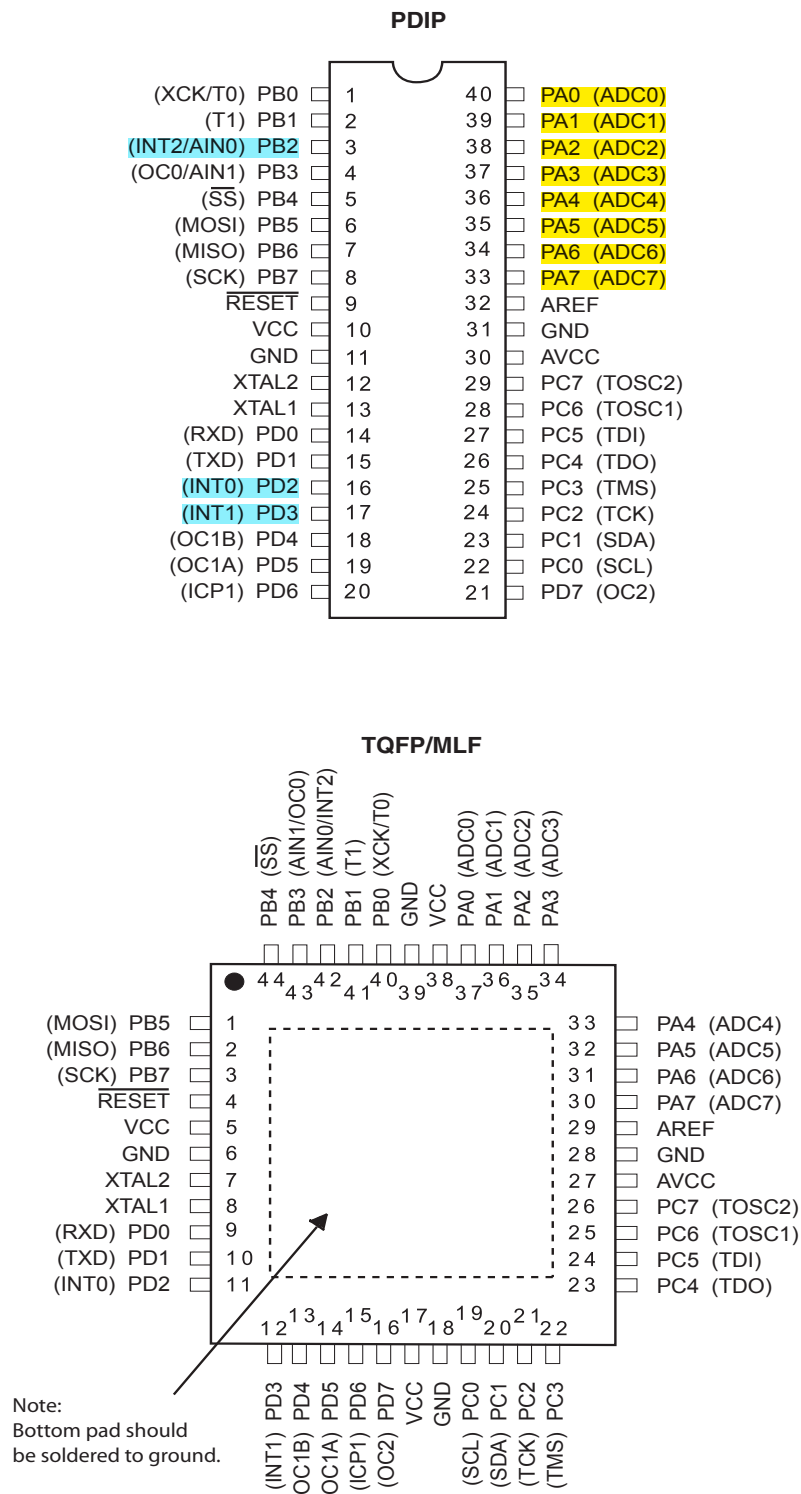 PDIP
(XCK/T0) PB0 1 40 PA0 (ADC0)
(T1) PB1 2 39 PA1 (ADC1)
(INT2/AIN0) PB2 3 38 PA2 (ADC2)
(OC0/AIN1) PB3 4 37 PA3 (ADC3)
(SS) PB4 5 36 PA4 (ADC4)
(MOSI) PB5 6 35 PA5 (ADC5)
(MISO) PB6 7 34 PA6 (ADC6)
(SCK) PB7 8 33 PA7 (ADC7)
RESET 9 32 AREF
VCC 10 31 GND
GND 11 30 AVCC
XTAL2 12 29 PC7 (TOSC2)
XTAL1 13 28 PC6 (TOSC1)
(RXD) PD0 14 27 PC5 (TDI)
(TXD) PD1 15 26 PC4 (TDO)
(INT0) PD2 16 25 PC3 (TMS)
(INT1) PD3 17 24 PC2 (TCK)
(OC1B) PD4 18 23 PC1 (SDA)
(OC1A) PD5 19 22 PC0 (SCL)
(ICP1) PD6 20 21 PD7 (OC2)
TQFP/MLF
PB4 (SS)
PB3 (AIN1/OC0)
PB2 (AIN0/INT2)
PB1 (T1)
PB0 (XCK/T0)
GND
VCC
PA0 (ADC0)
PA1 (ADC1)
PA2 (ADC2)
PA3 (ADC3)
44 43 42 41 40 39 38 37 36 35 34
(MOSI) PB5 1 33 PA4 (ADC4)
(MISO) PB6 2 32 PA5 (ADC5)
(SCK) PB7 3 31 PA6 (ADC6)
RESET 4 30 PA7 (ADC7)
VCC 5 29 AREF
GND 6 28 GND
XTAL2 7 27 AVCC
XTAL1 8 26 PC7 (TOSC2)
(RXD) PD0 9 25 PC6 (TOSC1)
(TXD) PD1 10 24 PC5 (TDI)
(INT0) PD2 11 23 PC4 (TDO)
12 13 14 15 16 17 18 19 20 21 22
(INT1) PD3
OC1B) PD4
OC1A) PD5
(ICP1) PD6
(OC2) PD7
VCC
GND
(SCL) PC0
(SDA) PC1
(TCK) PC2
(TMS) PC3
Note:
Bottom pad should
be soldered to ground.